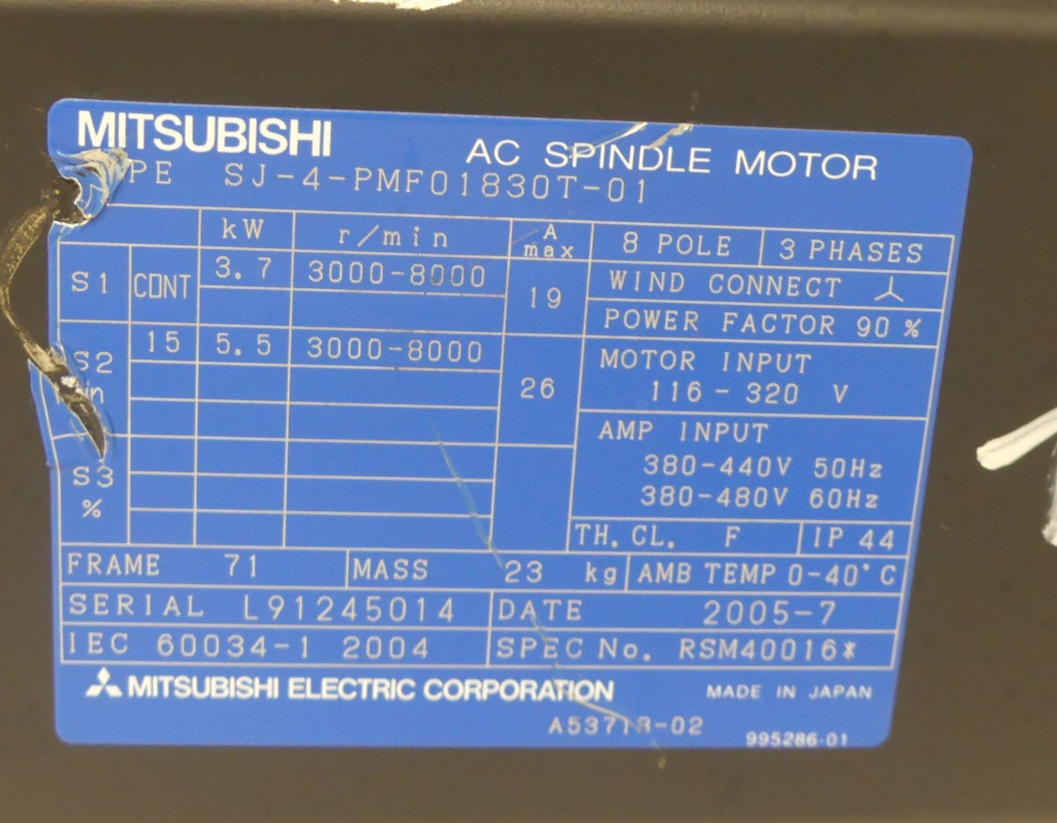 MITSUBISHI
AC SPINDLE MOTOR
TYPE SJ-4-PMF01830T-01
kW r/min A max 8 POLE 3 PHASES
S1 CONT 3.7 3000-8000 19 WIND CONNECT
POWER FACTOR 90 %
S2 min 15 5.5 3000-8000 26 MOTOR INPUT
116-320 V
AMP INPUT
S3 % 380-440V 50Hz
380-480V 60Hz
TH. CL. F IP 44
FRAME 71 MASS 23 kg AMB TEMP 0-40°C
SERIAL L91245014 DATE 2005-7
IEC 60034-1 2004 SPEC No. RSM40016*
MITSUBISHI ELECTRIC CORPORATION MADE IN JAPAN
995286-01